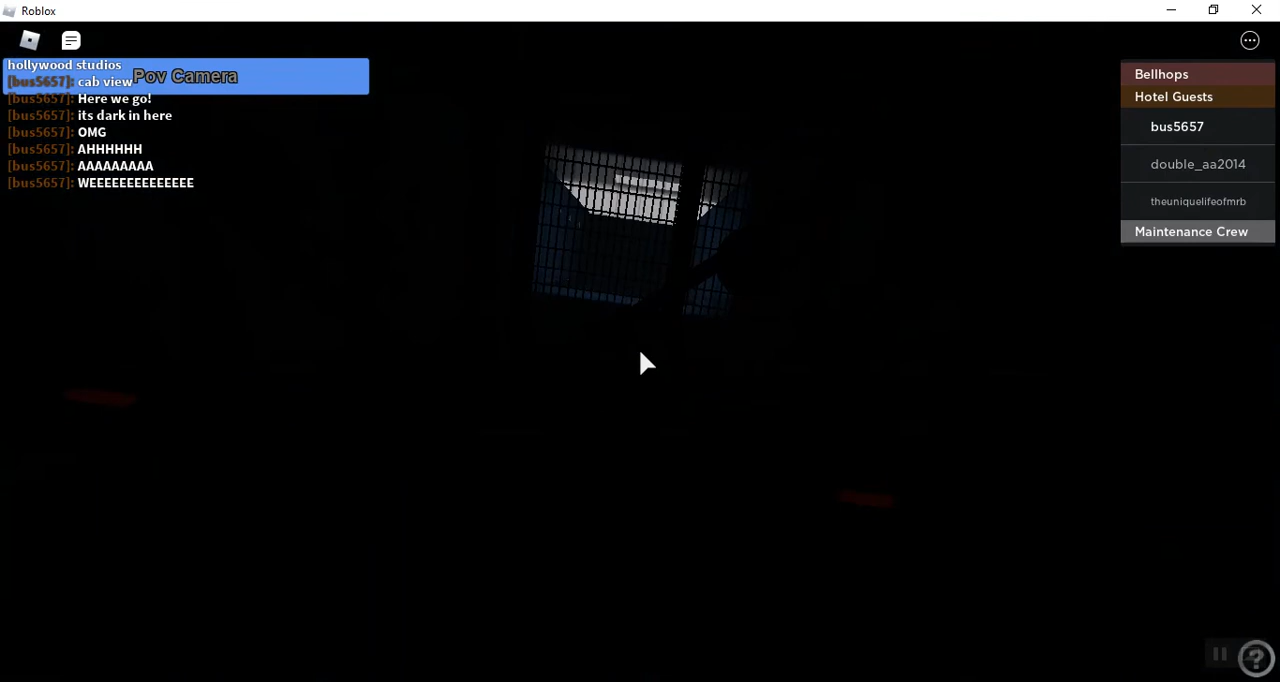 Roblox
hollywood studios
[bus5657]: cab view
Pov Camera
[bus5657]: Here we go!
[bus5657]: its dark in here
[bus5657]: OMG
[bus5657]: AHHHHHH
[bus5657]: AAAAAAAAA
[bus5657]: WEEEEEEEEEEEEEE
Bellhops
Hotel Guests
bus5657
double_aa2014
theuniquelifeofmrb
Maintenance Crew
?